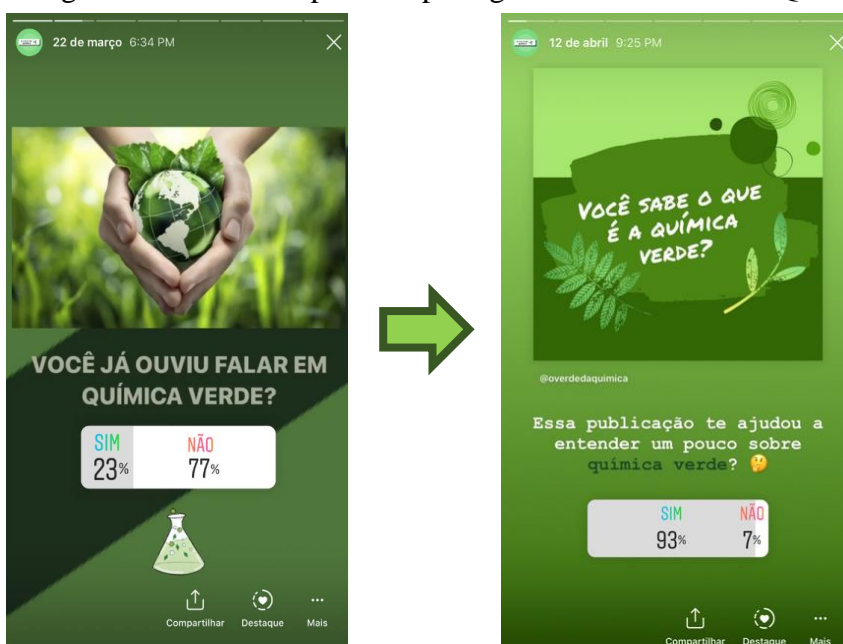 22 de março 6:34 PM
VOCÊ JÁ OUVIU FALAR EM
QUÍMICA VERDE?
SIM NÃO
23% 77%
Compartilhar Destaque Mais
12 de abril 9:25 PM
VOCÊ SABE O QUE
É A QUÍMICA
VERDE?
@overdedaquimica
Essa publicação te ajudou a
entender um pouco sobre
química verde? 🤔
SIM NÃO
93% 7%
Compartilhar Destaque Mais